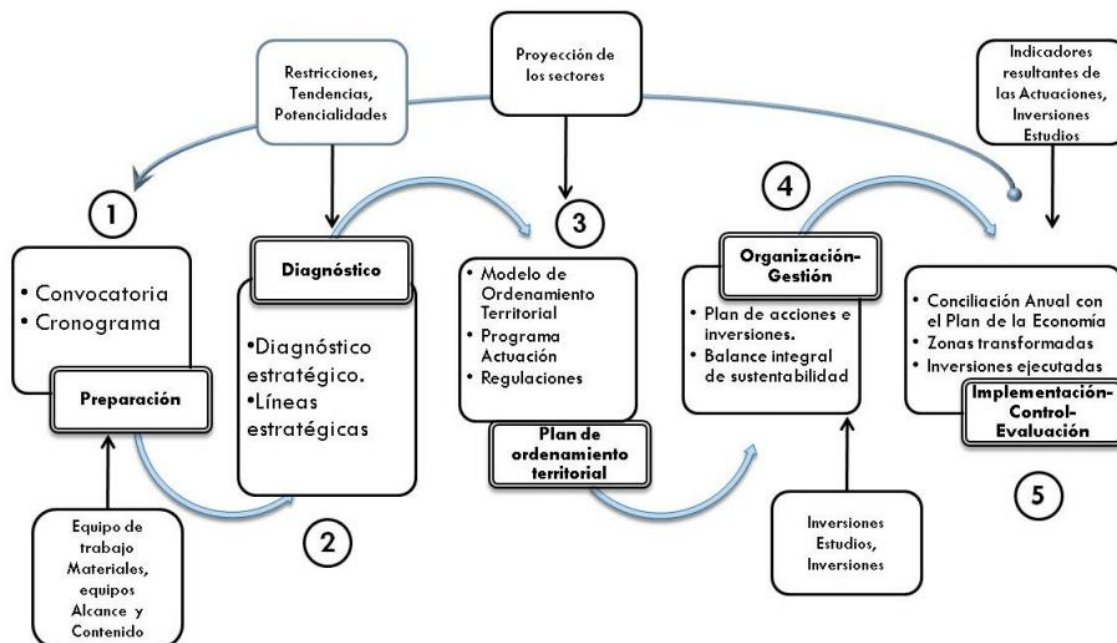 Restricciones,
Tendencias,
Potencialidades
Proyección de
los sectores
Indicadores
resultantes de
las Actuaciones,
Inversiones
Estudios
1
• Convocatoria
• Cronograma
Preparación
Equipo de
trabajo
Materiales,
equipos
Alcance y
Contenido
Diagnóstico
•Diagnóstico
estratégico.
•Líneas
estratégicas
2
3
• Modelo de
Ordenamiento
Territorial
• Programa
Actuación
• Regulaciones
Plan de
ordenamiento
territorial
4
Organización-
Gestión
• Plan de acciones e
inversiones.
• Balance integral
de sustentabilidad
Inversiones
Estudios,
Inversiones
• Conciliación Anual con
el Plan de la Economía
• Zonas transformadas
• Inversiones ejecutadas
Implementación-
Control-
Evaluación
5